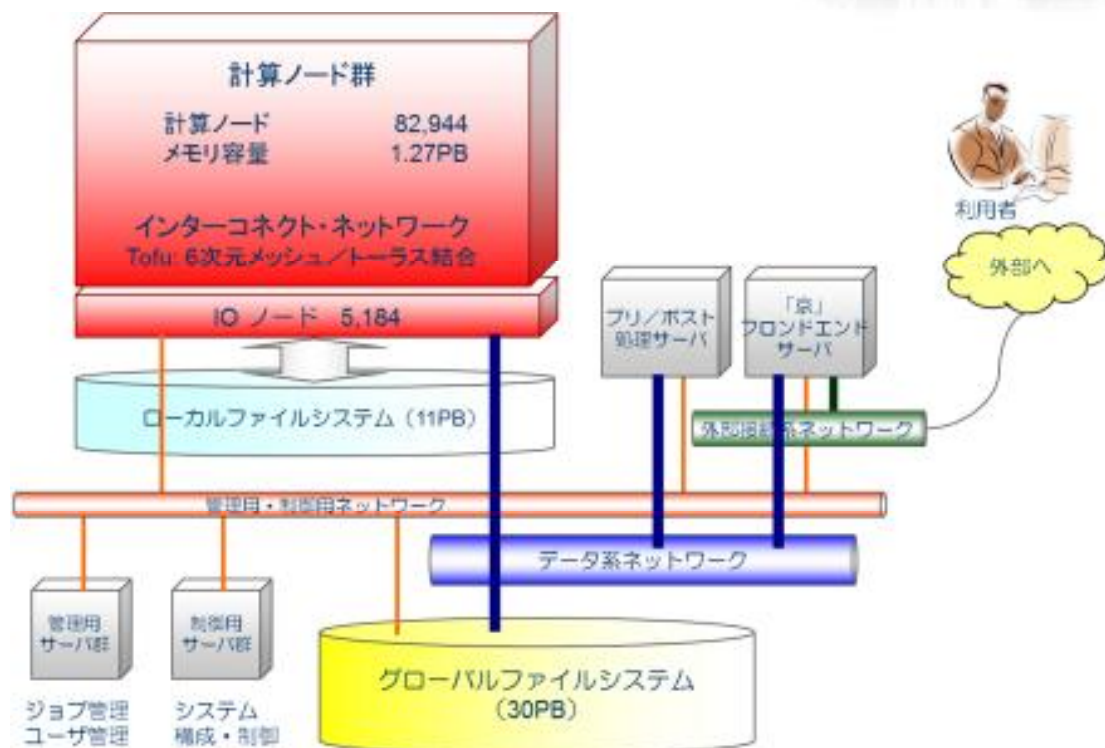 計算ノード群
計算ノード 82,944
メモリ容量 1.27PB
インターコネクト・ネットワーク
Tofu: 6次元メッシュ／トーラス結合
IO ノード 5,184
ローカルファイルシステム（11PB）
利用者
外部へ
プリ／ポスト
処理サーバ
「京」
フロンドエンド
サーバ
外部接続系ネットワーク
管理用・制御用ネットワーク
データ系ネットワーク
管理用
サーバ群
制御用
サーバ群
ジョブ管理
ユーザ管理
システム
構成・制御
グローバルファイルシステム
（30PB）